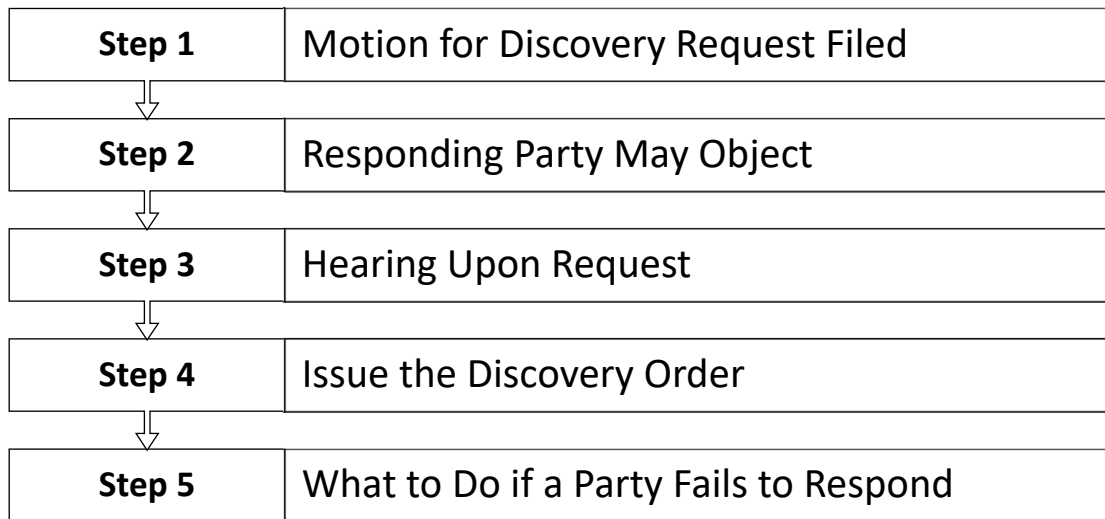 Step 1 Motion for Discovery Request Filed
Step 2 Responding Party May Object
Step 3 Hearing Upon Request
Step 4 Issue the Discovery Order
Step 5 What to Do if a Party Fails to Respond